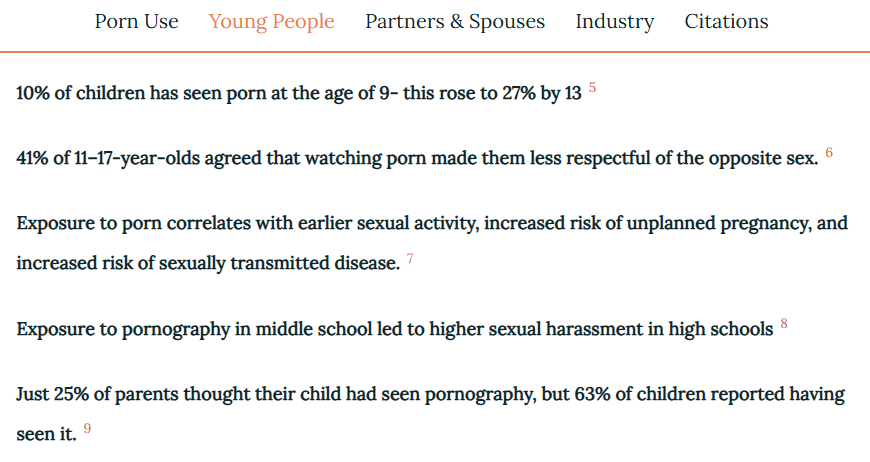 Porn Use Young People Partners & Spouses Industry Citations
10% of children has seen porn at the age of 9- this rose to 27% by 13 5
41% of 11–17-year-olds agreed that watching porn made them less respectful of the opposite sex. 6
Exposure to porn correlates with earlier sexual activity, increased risk of unplanned pregnancy, and
increased risk of sexually transmitted disease. 7
Exposure to pornography in middle school led to higher sexual harassment in high schools 8
Just 25% of parents thought their child had seen pornography, but 63% of children reported having
seen it. 9